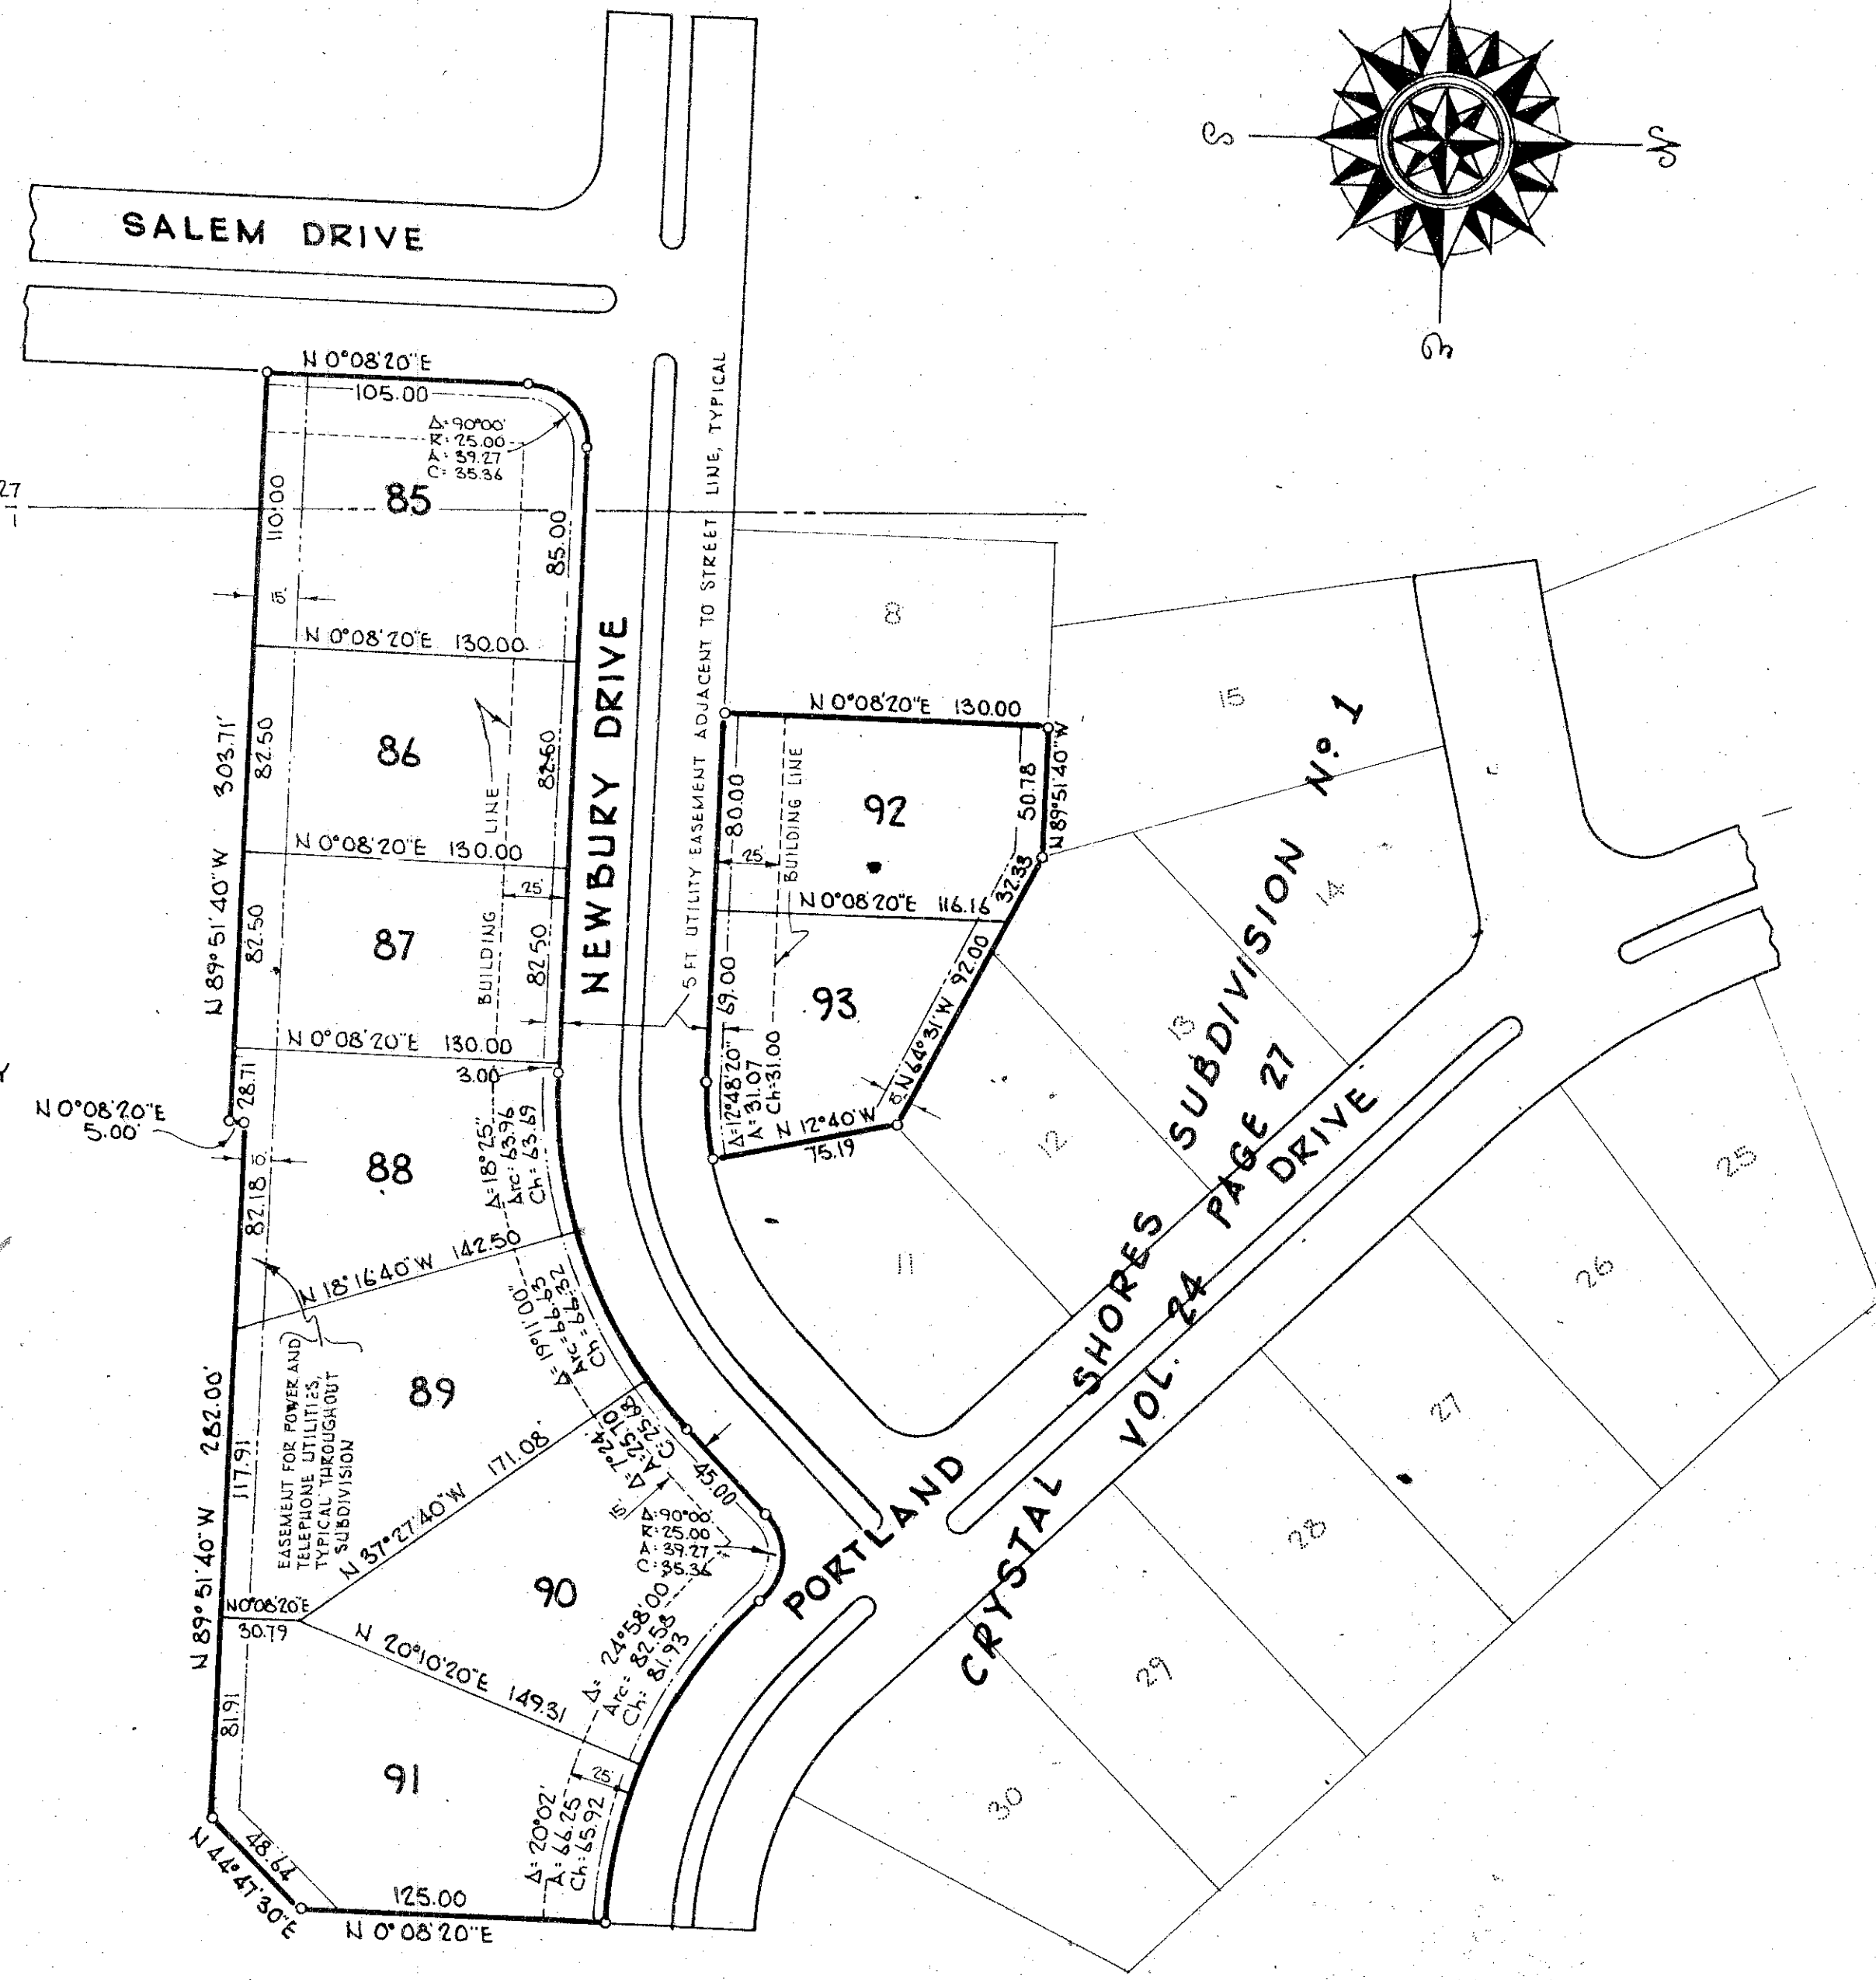 S
N
SALEM DRIVE
N 0°08'20"E
105.00
Δ=90°00'
R=25.00
A=39.27
C=35.36
27
1
85
110.00
85.00
15'
N 0°08'20"E 130.00
NEWBURY DRIVE
5 FT. UTILITY EASEMENT ADJACENT TO STREET LINE, TYPICAL
8
15
N 0°08'20"E 130.00
N 89°51'40"W 303.71'
82.50
86
82.50
BUILDING LINE
80.00
25'
BUILDING LINE
92
50.78
N 89°51'40"W
N 0°08'20"E 130.00
25'
N 0°08'20"E 116.16
32.33
82.50
87
82.50
69.00
93
N 64°31'W 92.00
14
13
CRYSTAL SHORES SUBDIVISION Nº 1
VOL. 24 PAGE 27
N 0°08'20"E 130.00
3.00
28.71
N 0°08'20"E
5.00'
Δ=12°48'20"
A=31.07
Ch=31.00
N 12°40'W
75.19
12
11
PORTLAND DRIVE
25
26
27
28
29
30
10'
82.18
88
Δ=18°25'
Arc=63.96
Ch=63.69
N 18°16'40"W 142.50
EASEMENT FOR POWER AND
TELEPHONE UTILITIES,
TYPICAL THROUGHOUT
SUBDIVISION
89
Δ=19°11'00"
Arc=66.63
Ch=66.32
N 89°51'40"W 282.00'
117.91
N 37°27'40"W 171.08'
Δ=7°24'
A=25.70
C=25.68
45.00
15'
Δ=90°00'
R=25.00
A=39.27
C=35.36
N 0°08'20"E
30.79
90
N 20°10'20"E 149.31
Δ=24°58'00"
Arc=82.58
Ch=81.93
81.91
91
25'
Δ=20°02'
A=66.25
Ch=65.92
N 44°47'30"E
48.64
125.00
N 0°08'20"E